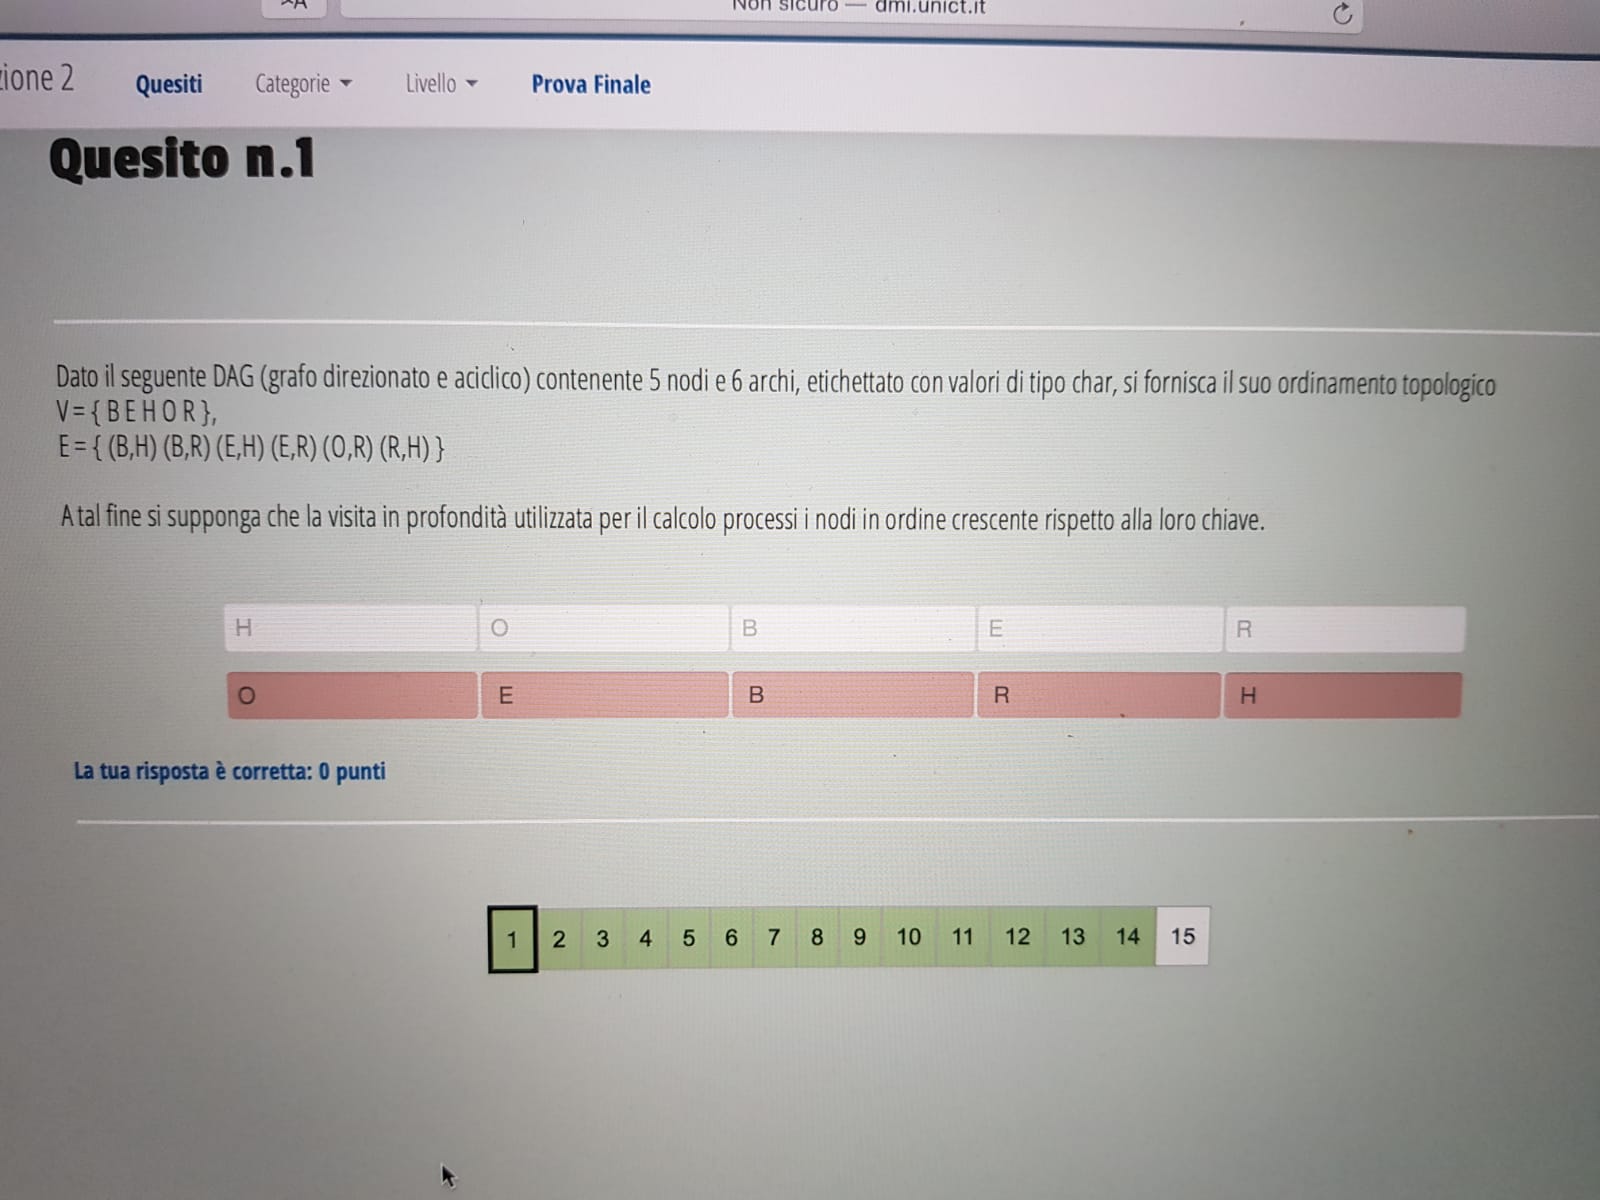 Non sicuro — dmi.unict.it
zione 2 Quesiti Categorie Livello Prova Finale
Quesito n.1
Dato il seguente DAG (grafo direzionato e aciclico) contenente 5 nodi e 6 archi, etichettato con valori di tipo char, si fornisca il suo ordinamento topologico
V = { B E H O R },
E = { (B,H) (B,R) (E,H) (E,R) (O,R) (R,H) }
A tal fine si supponga che la visita in profondità utilizzata per il calcolo processi i nodi in ordine crescente rispetto alla loro chiave.
H O B E R
O E B R H
La tua risposta è corretta: 0 punti
1 2 3 4 5 6 7 8 9 10 11 12 13 14 15